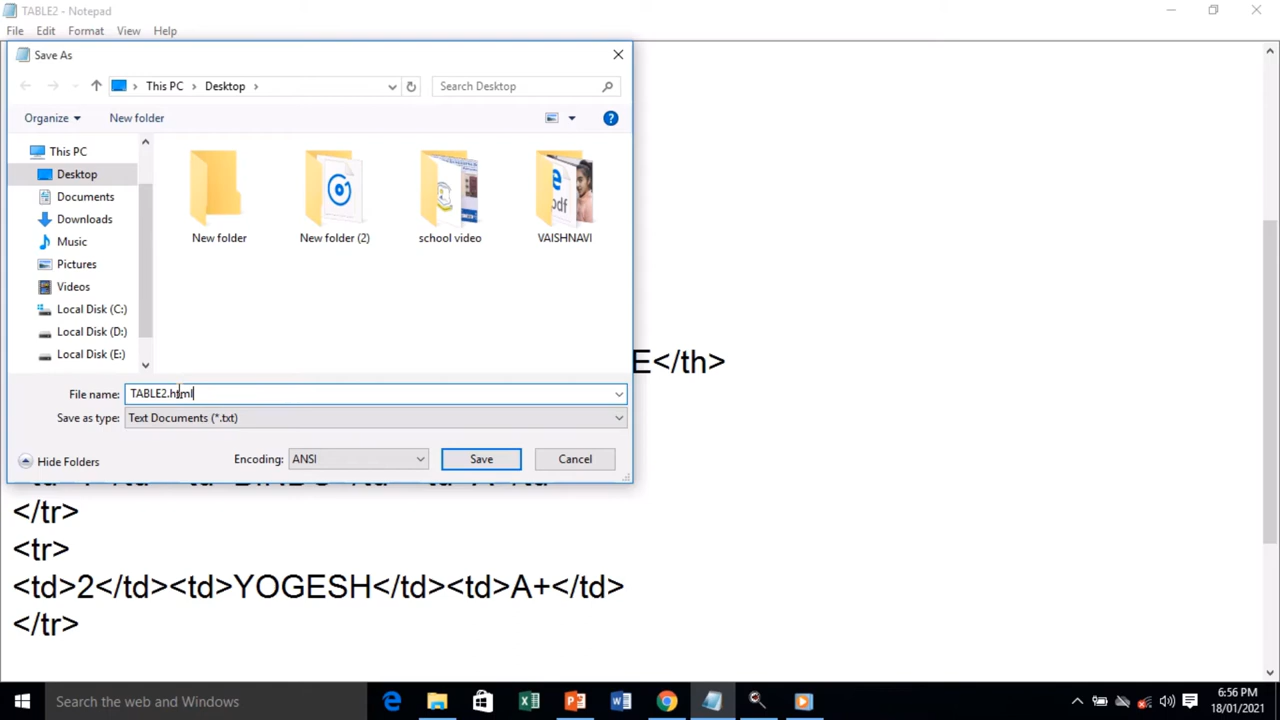 TABLE2 - Notepad
File Edit Format View Help
Save As
This PC > Desktop >
Search Desktop
Organize New folder
This PC
Desktop
Documents
Downloads
Music
Pictures
Videos
Local Disk (C:)
Local Disk (D:)
Local Disk (E:)
New folder
New folder (2)
school video
pdf
VAISHNAVI
File name: TABLE2.html
Save as type: Text Documents (*.txt)
Hide Folders
Encoding: ANSI
Save
Cancel
E</th>
</tr>
<tr>
<td>2</td><td>YOGESH</td><td>A+</td>
</tr>
Search the web and Windows
6:56 PM
18/01/2021